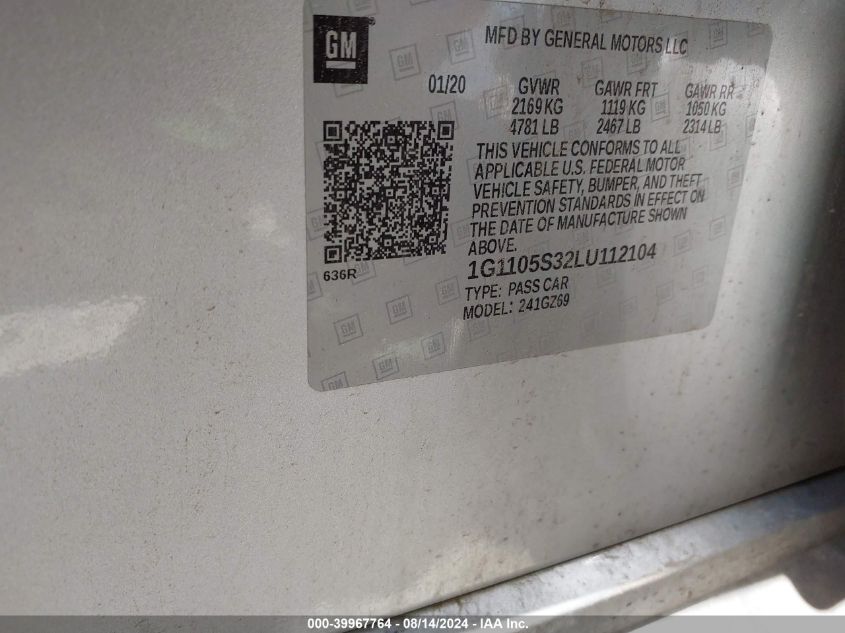 GM
MFD BY GENERAL MOTORS LLC
01/20 GVWR GAWR FRT GAWR RR
2169 KG 1119 KG 1050 KG
4781 LB 2467 LB 2314 LB
THIS VEHICLE CONFORMS TO ALL
APPLICABLE U.S. FEDERAL MOTOR
VEHICLE SAFETY, BUMPER, AND THEFT
PREVENTION STANDARDS IN EFFECT ON
THE DATE OF MANUFACTURE SHOWN
ABOVE.
636R
1G1105S32LU112104
TYPE: PASS CAR
MODEL: 241GZ69
000-39967764 - 08/14/2024 - 1G1105S32LU112104